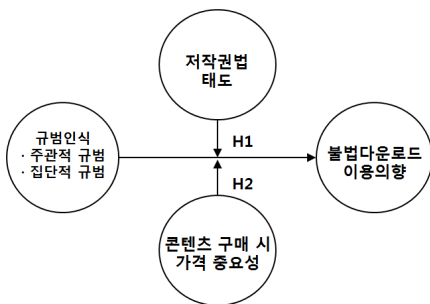 저작권법
태도
H1
규범인식
· 주관적 규범
· 집단적 규범
불법다운로드
이용의향
H2
콘텐츠 구매 시
가격 중요성